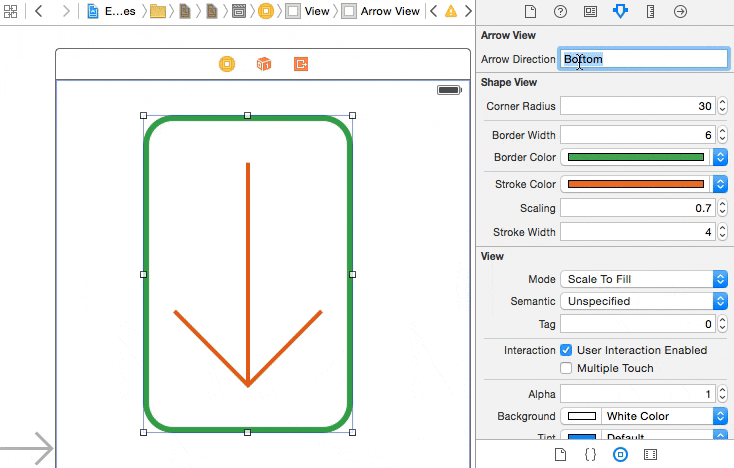 E...es View Arrow View
Arrow View
Arrow Direction Bottom
Shape View
Corner Radius 30
Border Width 6
Border Color
Stroke Color
Scaling 0.7
Stroke Width 4
View
Mode Scale To Fill
Semantic Unspecified
Tag 0
Interaction User Interaction Enabled
Multiple Touch
Alpha 1
Background White Color
Tint Default